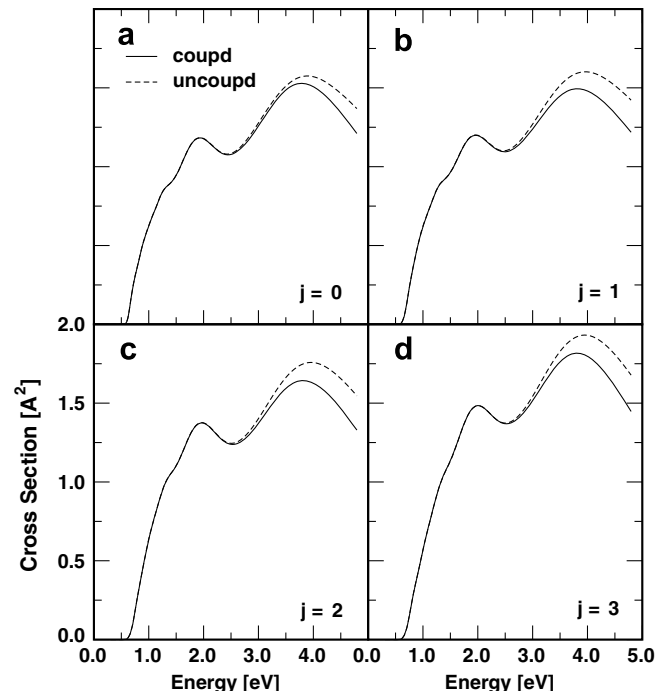 a
coupd
uncoupd
j = 0
b
j = 1
2.0
1.5
1.0
0.5
0.0
Cross Section [A²]
c
j = 2
d
j = 3
0.0 1.0 2.0 3.0 4.0 0.0 1.0 2.0 3.0 4.0 5.0
Energy [eV] Energy [eV]